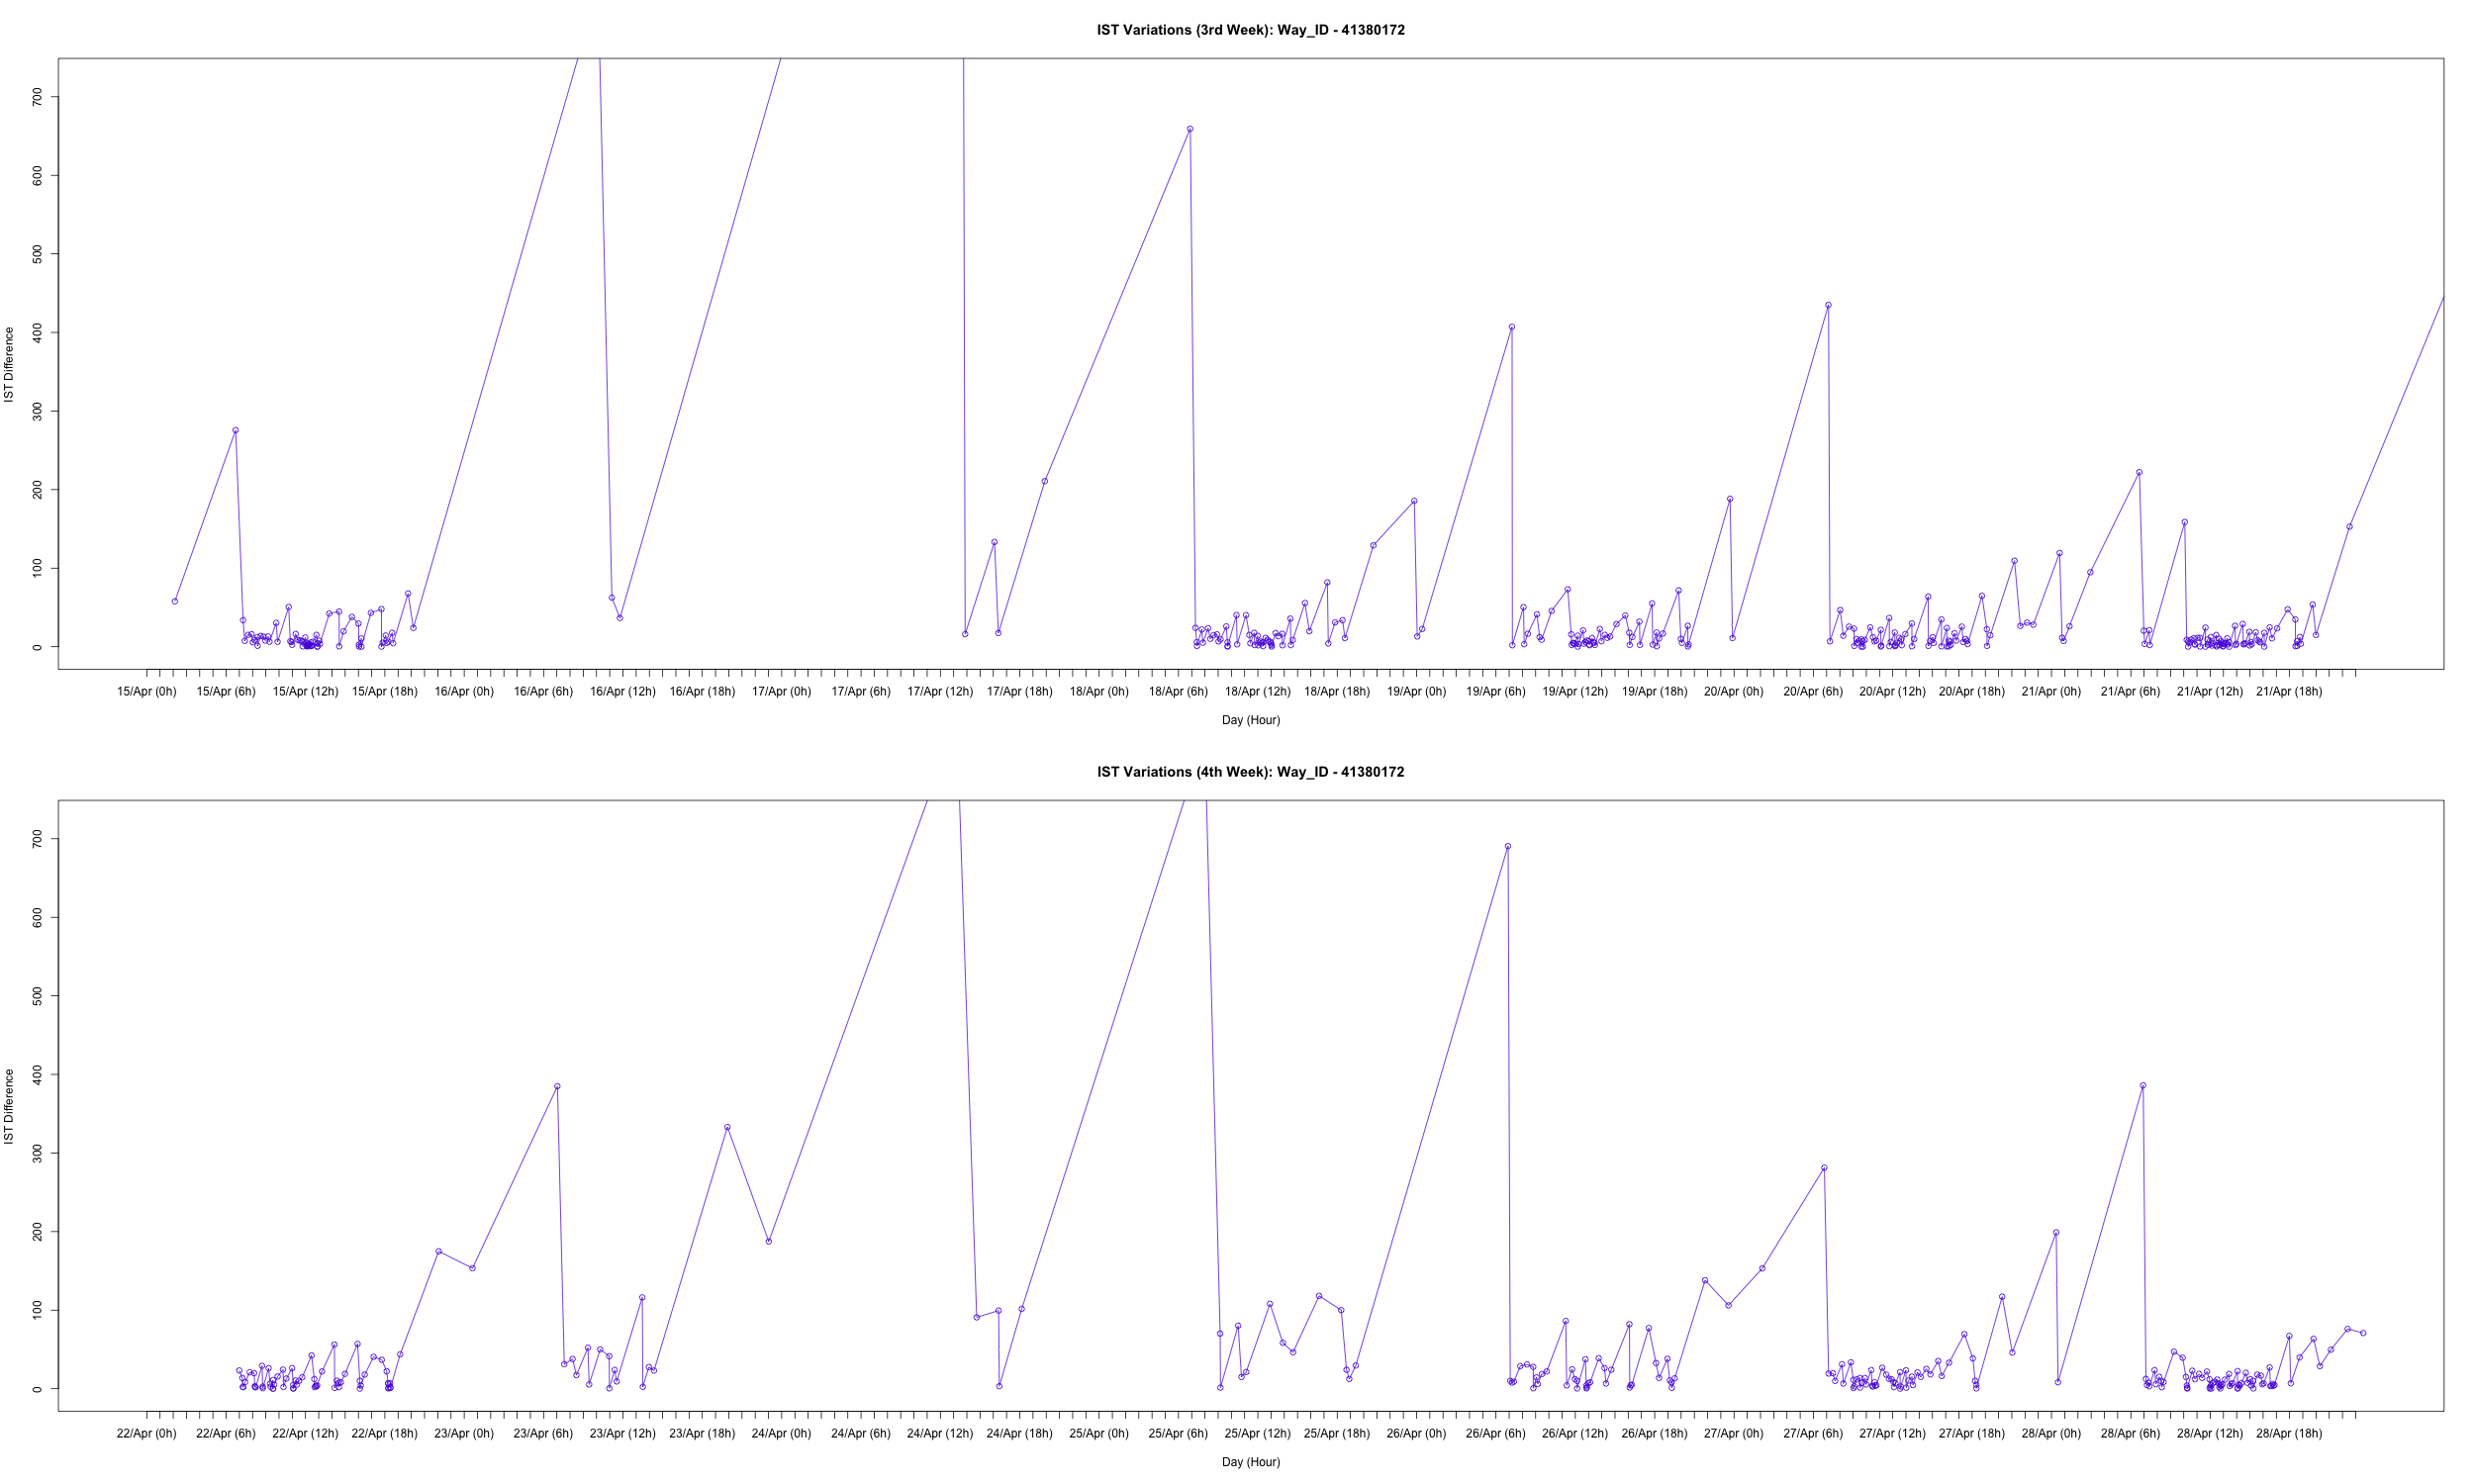 IST Variations (3rd Week): Way_ID - 41380172
700
600
500
400
300
200
100
0
IST Difference
15/Apr (0h) 15/Apr (6h) 15/Apr (12h) 15/Apr (18h) 16/Apr (0h) 16/Apr (6h) 16/Apr (12h) 16/Apr (18h) 17/Apr (0h) 17/Apr (6h) 17/Apr (12h) 17/Apr (18h) 18/Apr (0h) 18/Apr (6h) 18/Apr (12h) 18/Apr (18h) 19/Apr (0h) 19/Apr (6h) 19/Apr (12h) 19/Apr (18h) 20/Apr (0h) 20/Apr (6h) 20/Apr (12h) 20/Apr (18h) 21/Apr (0h) 21/Apr (6h) 21/Apr (12h) 21/Apr (18h)
Day (Hour)
IST Variations (4th Week): Way_ID - 41380172
700
600
500
400
300
200
100
0
IST Difference
22/Apr (0h) 22/Apr (6h) 22/Apr (12h) 22/Apr (18h) 23/Apr (0h) 23/Apr (6h) 23/Apr (12h) 23/Apr (18h) 24/Apr (0h) 24/Apr (6h) 24/Apr (12h) 24/Apr (18h) 25/Apr (0h) 25/Apr (6h) 25/Apr (12h) 25/Apr (18h) 26/Apr (0h) 26/Apr (6h) 26/Apr (12h) 26/Apr (18h) 27/Apr (0h) 27/Apr (6h) 27/Apr (12h) 27/Apr (18h) 28/Apr (0h) 28/Apr (6h) 28/Apr (12h) 28/Apr (18h)
Day (Hour)